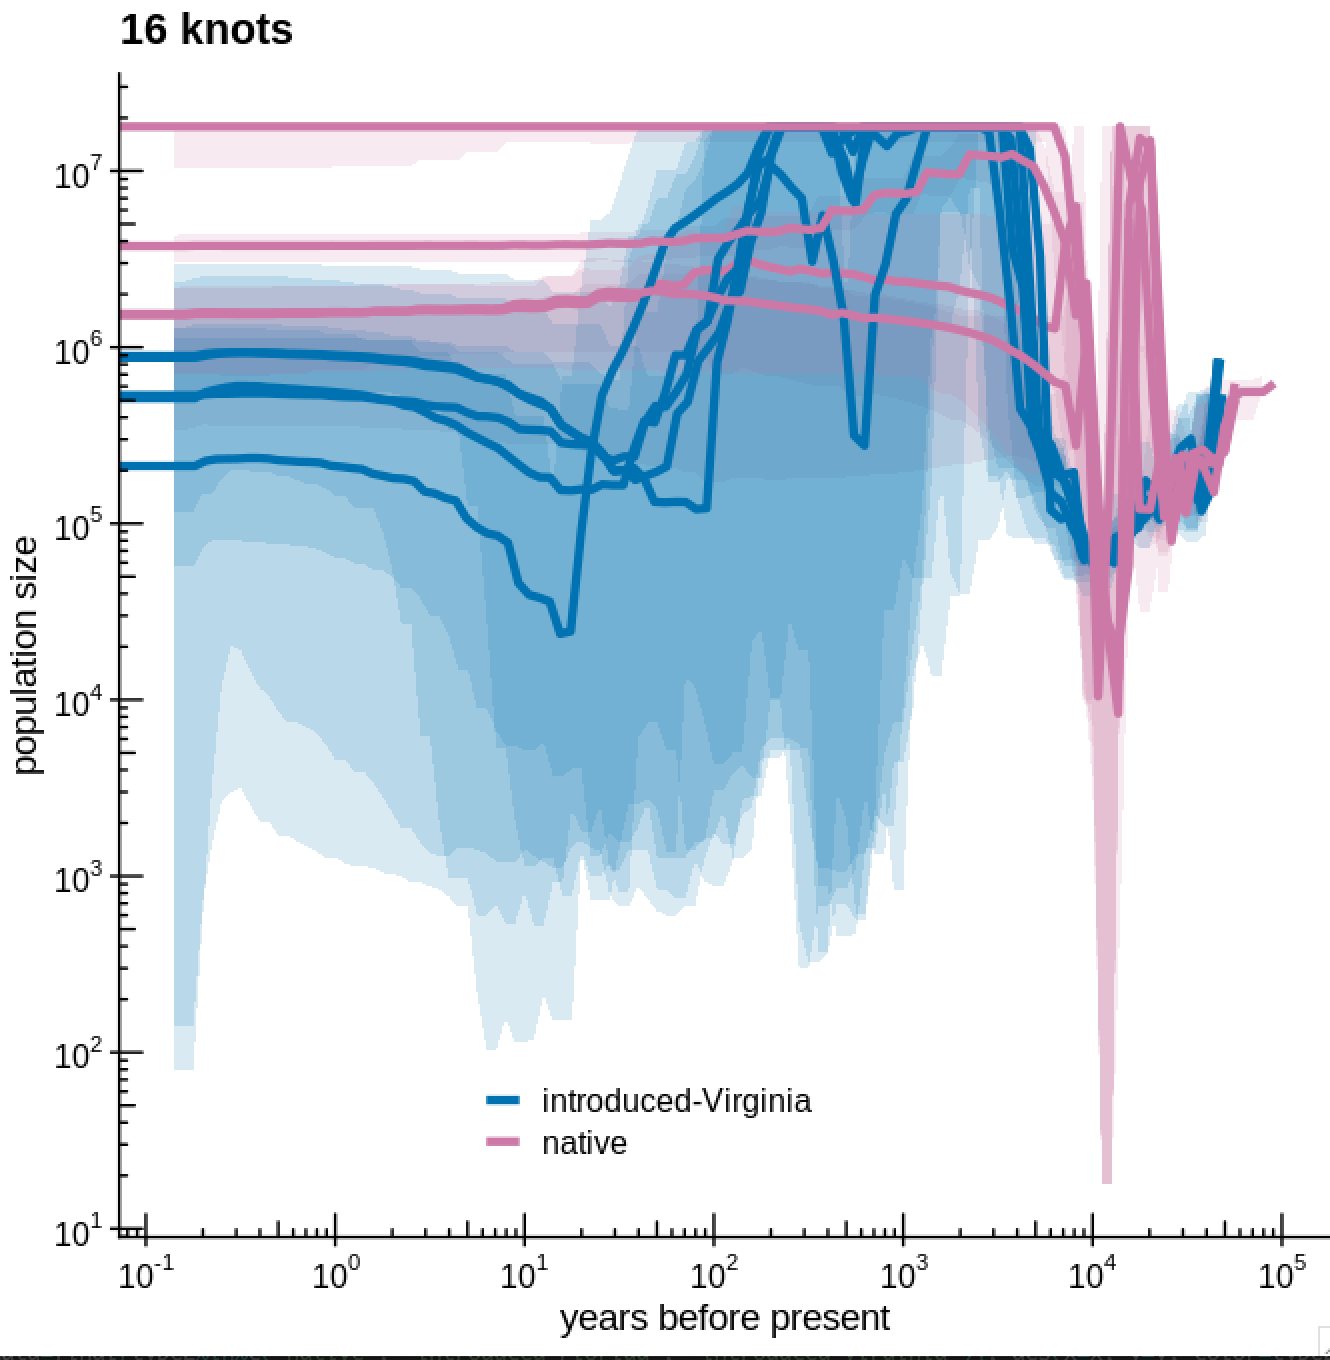 16 knots
population size
10^7
10^6
10^5
10^4
10^3
10^2
10^1
introduced-Virginia
native
10^-1 10^0 10^1 10^2 10^3 10^4 10^5
years before present